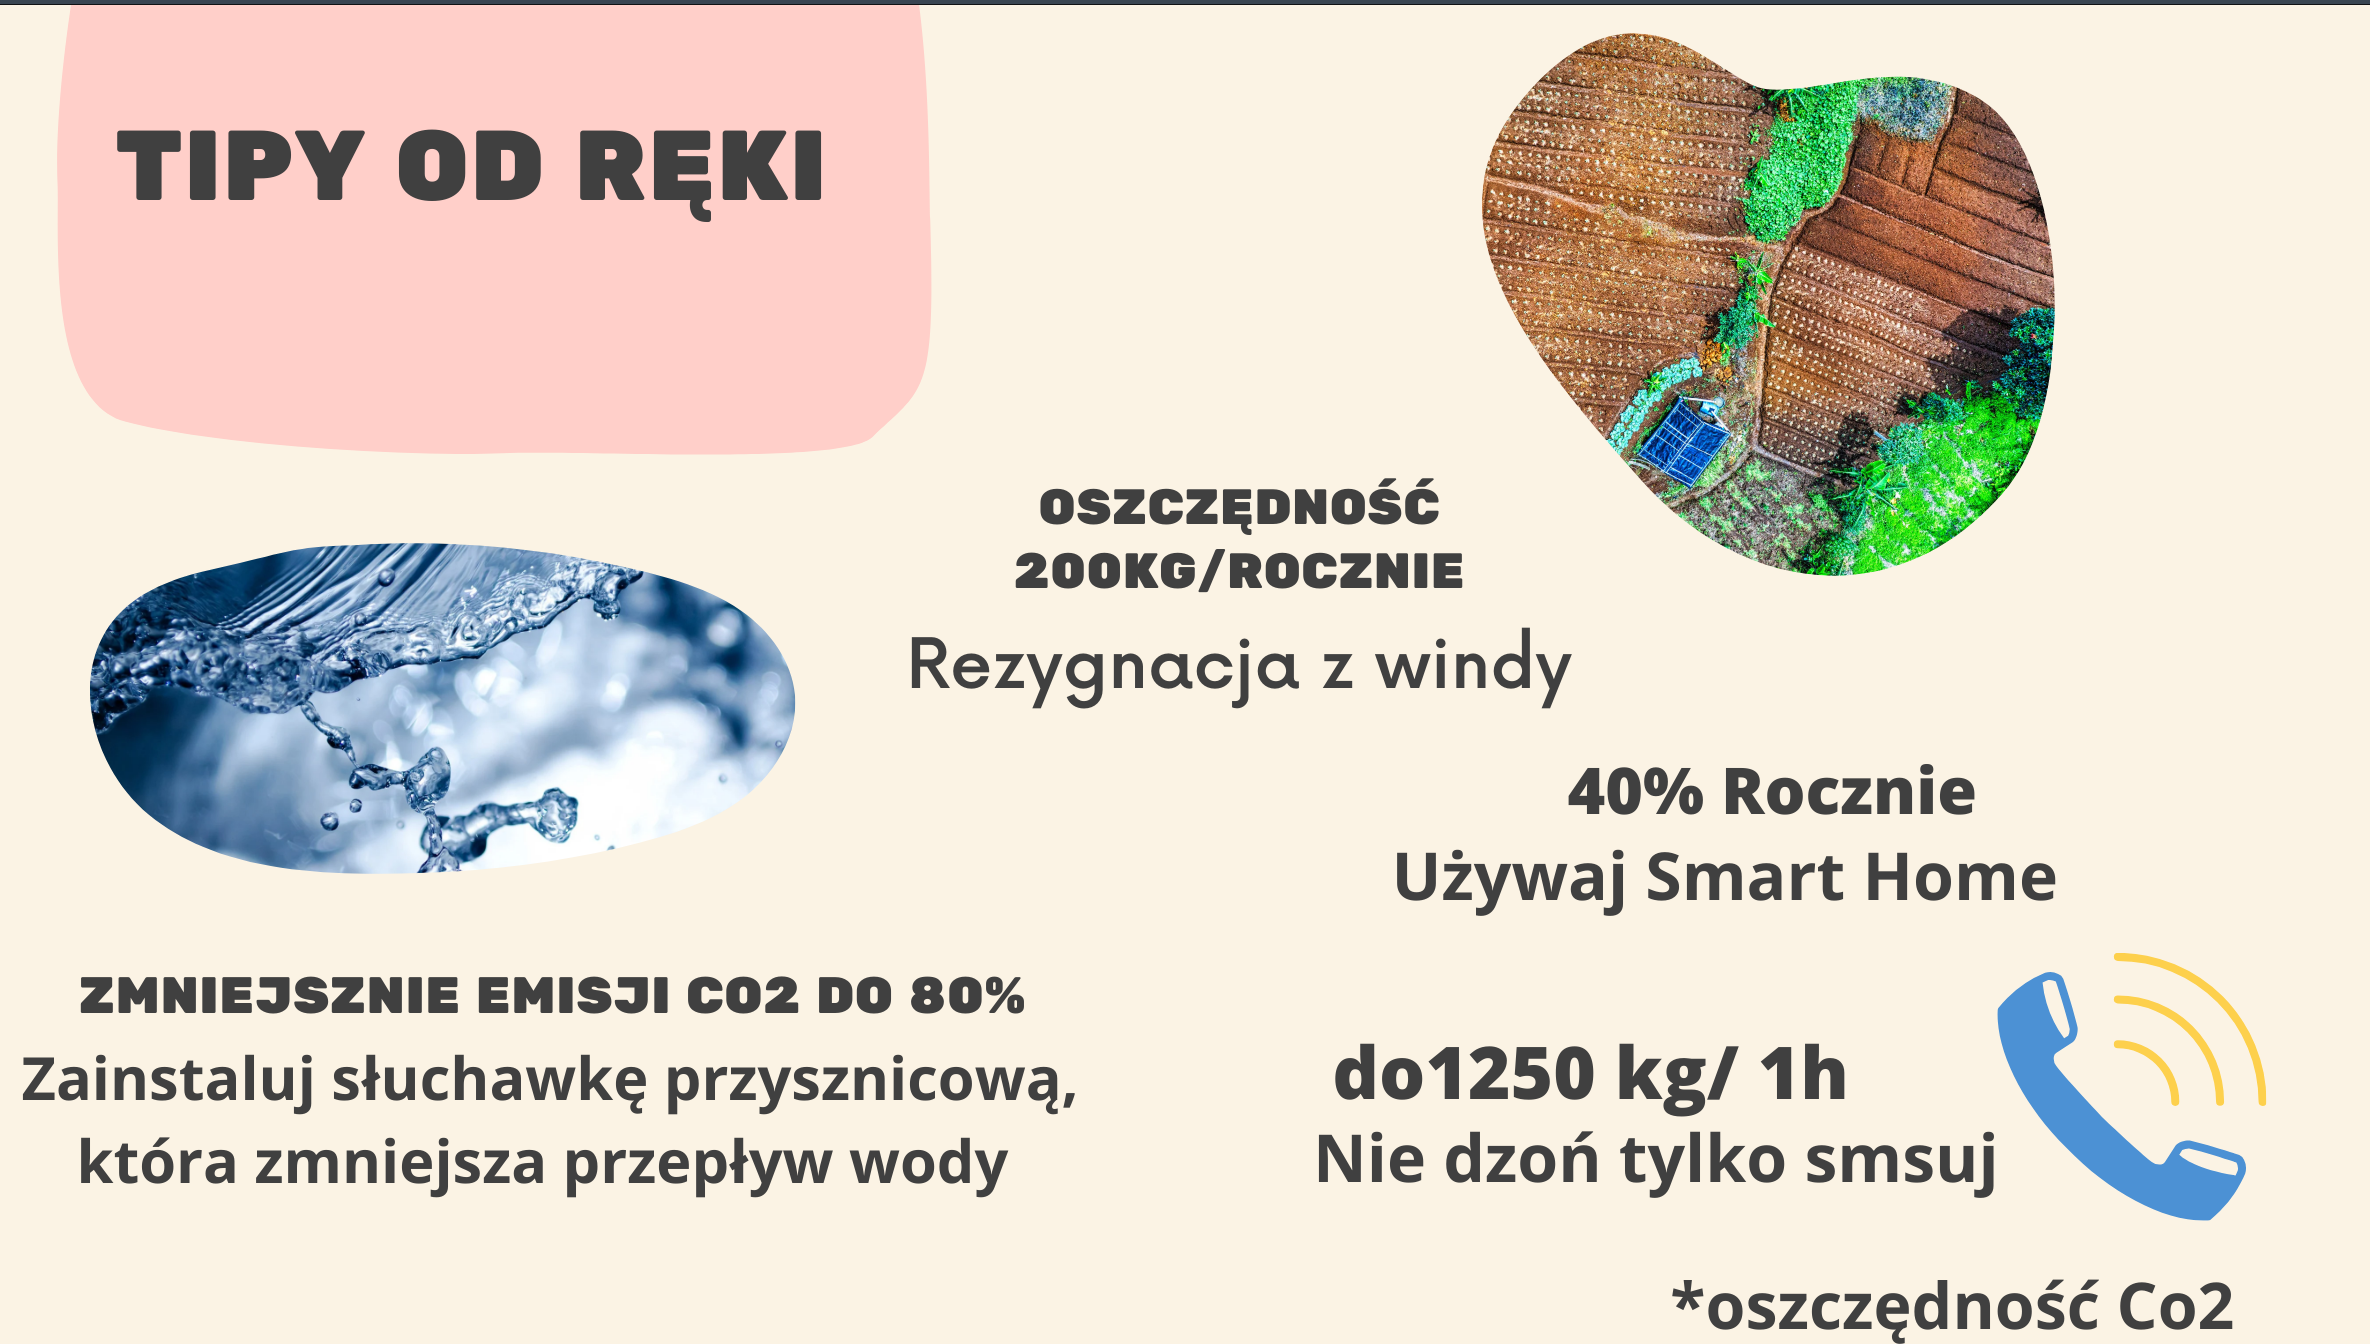 TIPY OD RĘKI
OSZCZĘDNOŚĆ
200KG/ROCZNIE
Rezygnacja z windy
40% Rocznie
Używaj Smart Home
ZMNIEJSZNIE EMISJI CO2 DO 80%
Zainstaluj słuchawkę przysznicową,
która zmniejsza przepływ wody
do1250 kg/ 1h
Nie dzoń tylko smsuj
*oszczędność Co2